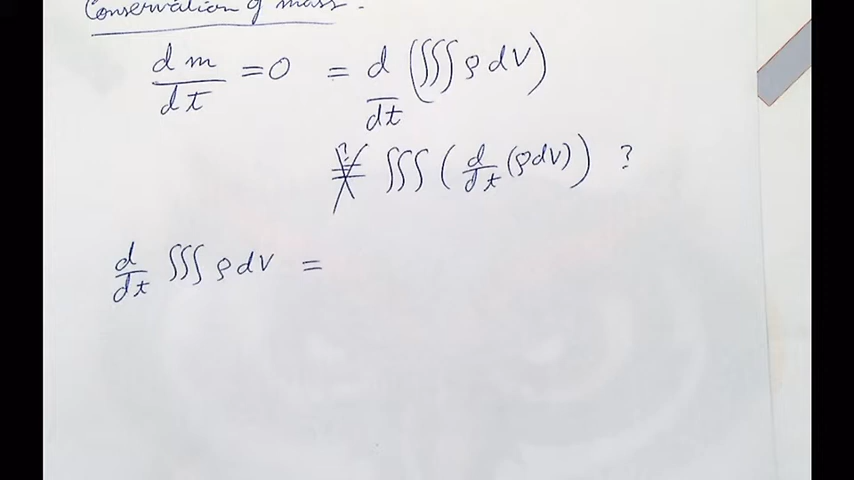 Conservation of mass.
dm/dt = 0 = d/dt (∭ ρ dV)
≠ ∭ ( d/dt (ρdV) ) ?
d/dt ∭ ρ dV =